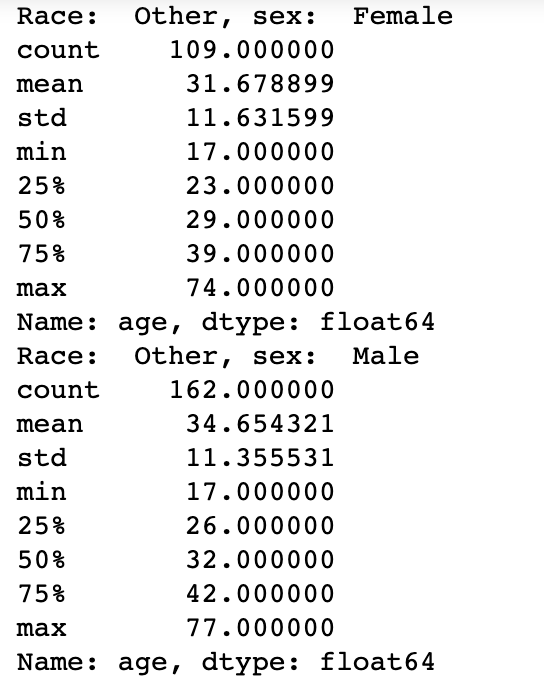 Race:  Other, sex:  Female
count    109.000000
mean      31.678899
std       11.631599
min       17.000000
25%       23.000000
50%       29.000000
75%       39.000000
max       74.000000
Name: age, dtype: float64
Race:  Other, sex:  Male
count    162.000000
mean      34.654321
std       11.355531
min       17.000000
25%       26.000000
50%       32.000000
75%       42.000000
max       77.000000
Name: age, dtype: float64